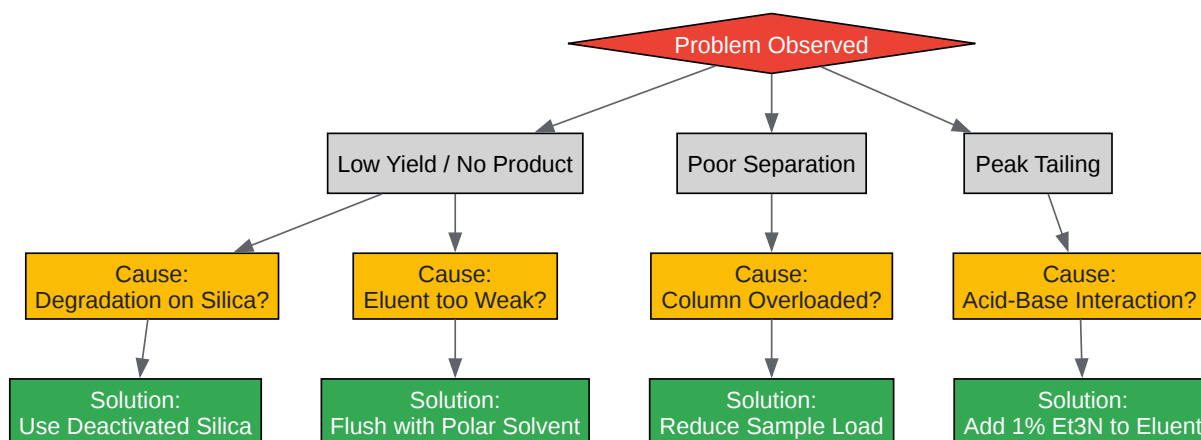 Problem Observed
Low Yield / No Product
Poor Separation
Peak Tailing
Cause:
Degradation on Silica?
Cause:
Eluent too Weak?
Cause:
Column Overloaded?
Cause:
Acid-Base Interaction?
Solution:
Use Deactivated Silica
Solution:
Flush with Polar Solvent
Solution:
Reduce Sample Load
Solution:
Add 1% Et3N to Eluent